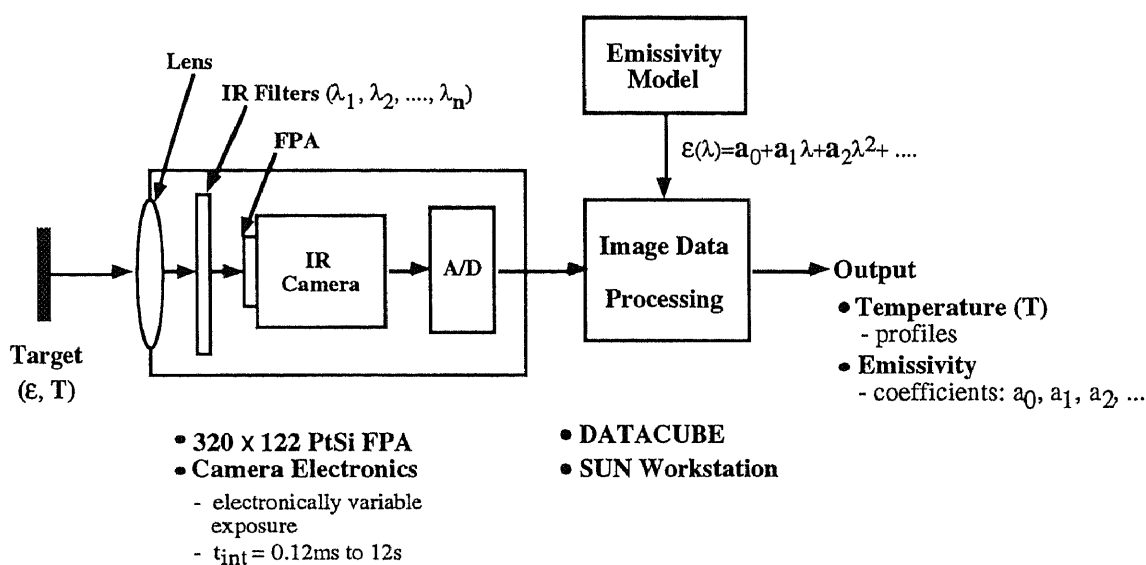 Lens
IR Filters (λ1, λ2, ...., λn)
FPA
Emissivity
Model
ε(λ)=a0+a1λ+a2λ2+ ....
IR
Camera
A/D
Image Data
Processing
Target
(ε, T)
Output
● Temperature (T)
- profiles
● Emissivity
- coefficients: a0, a1, a2, ...
● 320 x 122 PtSi FPA
● Camera Electronics
- electronically variable
exposure
- tint = 0.12ms to 12s
● DATACUBE
● SUN Workstation